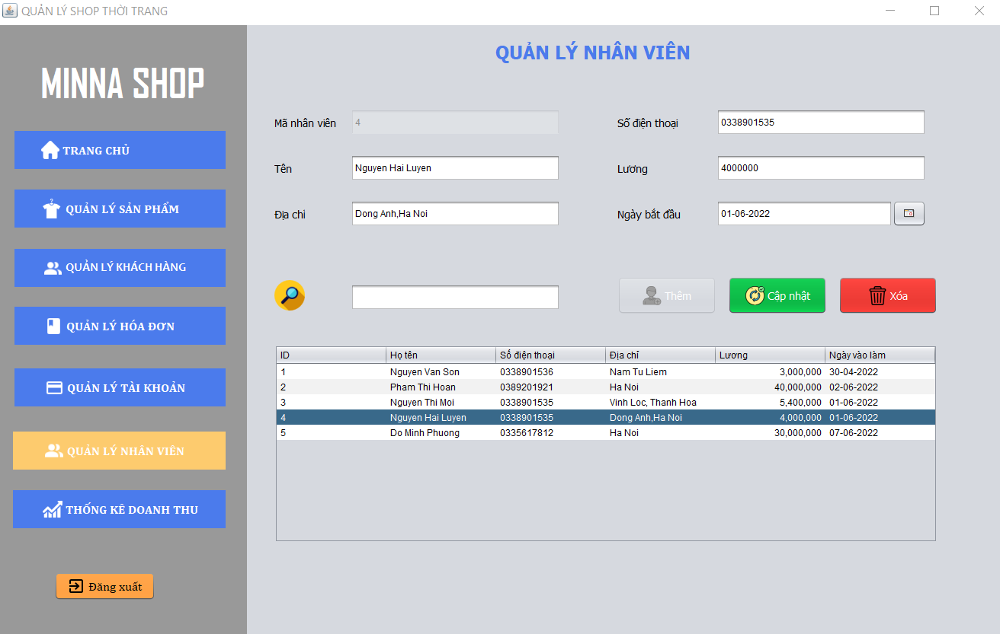 QUẢN LÝ SHOP THỜI TRANG
MINNA SHOP
TRANG CHỦ
QUẢN LÝ SẢN PHẨM
QUẢN LÝ KHÁCH HÀNG
QUẢN LÝ HÓA ĐƠN
QUẢN LÝ TÀI KHOẢN
QUẢN LÝ NHÂN VIÊN
THỐNG KÊ DOANH THU
Đăng xuất
QUẢN LÝ NHÂN VIÊN
Mã nhân viên 4 Số điện thoại 0338901535
Tên Nguyen Hai Luyen Lương 4000000
Địa chỉ Dong Anh,Ha Noi Ngày bắt đầu 01-06-2022
Thêm Cập nhật Xóa
ID Họ tên Số điện thoại Địa chỉ Lương Ngày vào làm
1 Nguyen Van Son 0338901536 Nam Tu Liem 3,000,000 30-04-2022
2 Pham Thi Hoan 0389201921 Ha Noi 40,000,000 02-06-2022
3 Nguyen Thi Moi 0338901535 Vinh Loc, Thanh Hoa 5,400,000 01-06-2022
4 Nguyen Hai Luyen 0338901535 Dong Anh,Ha Noi 4,000,000 01-06-2022
5 Do Minh Phuong 0335617812 Ha Noi 30,000,000 07-06-2022